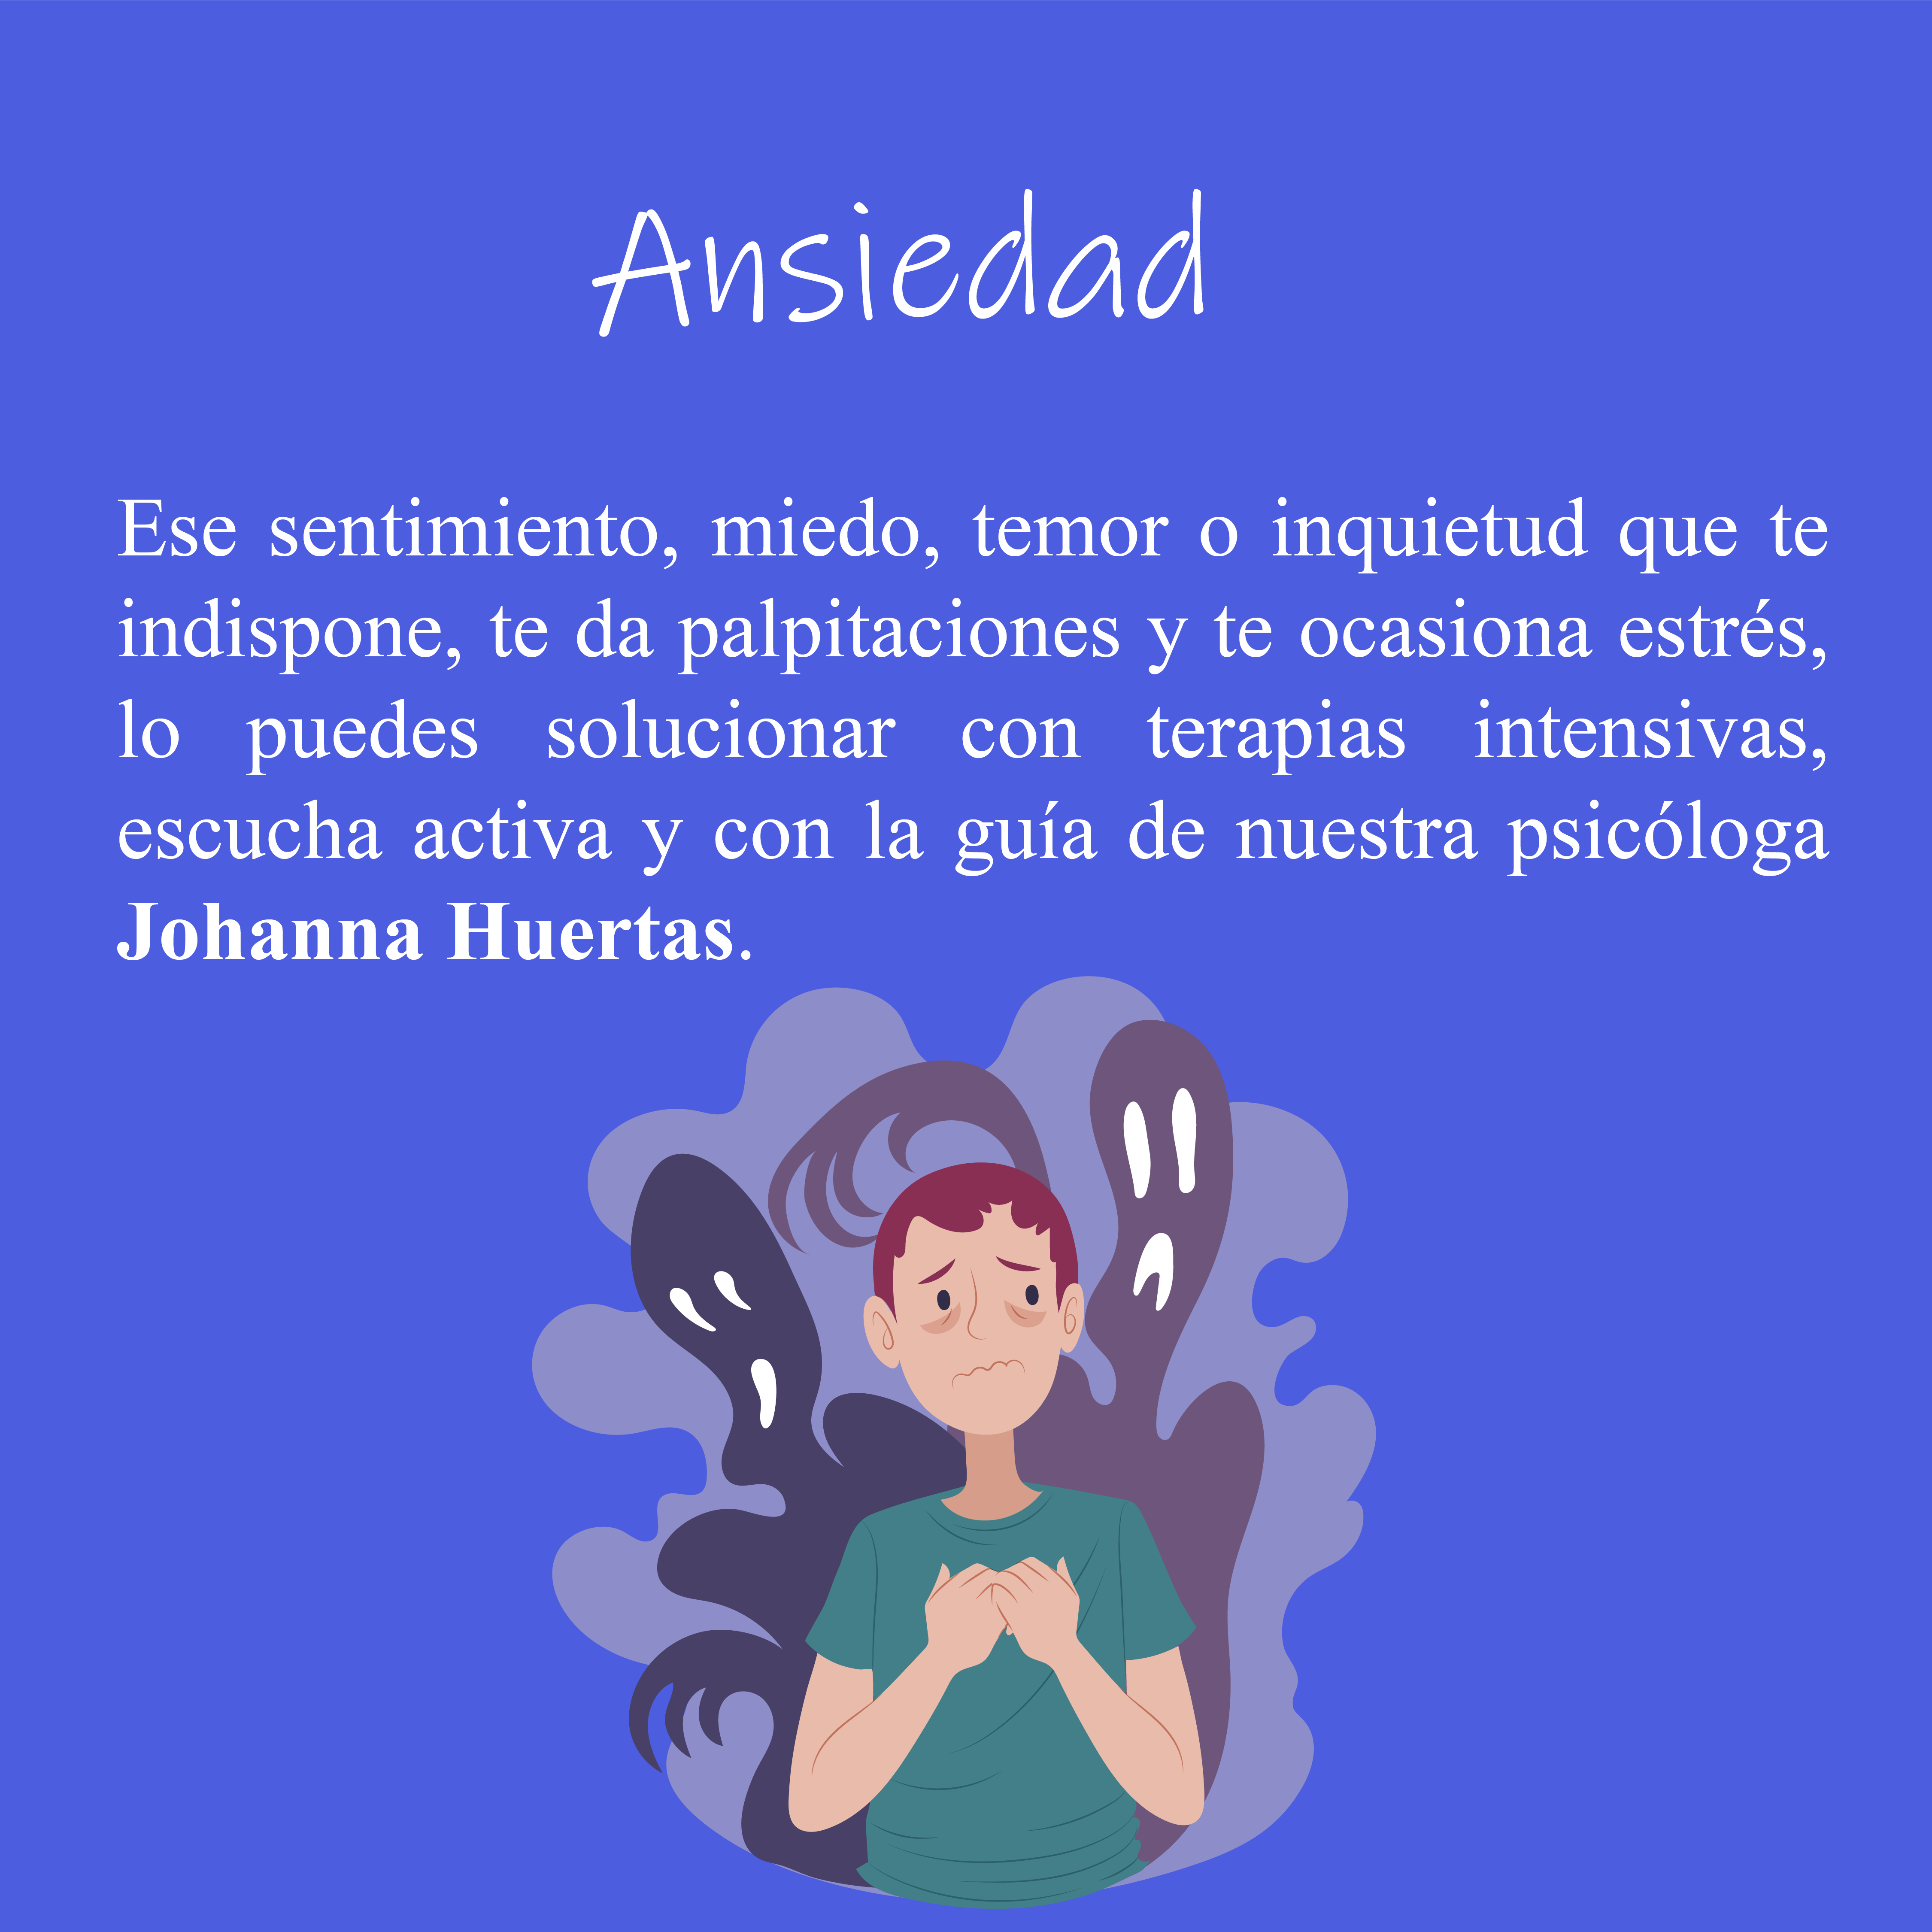 Ansiedad
Ese sentimiento, miedo, temor o inquietud que te
indispone, te da palpitaciones y te ocasiona estrés,
lo puedes solucionar con terapias intensivas,
escucha activa y con la guía de nuestra psicóloga
Johanna Huertas.